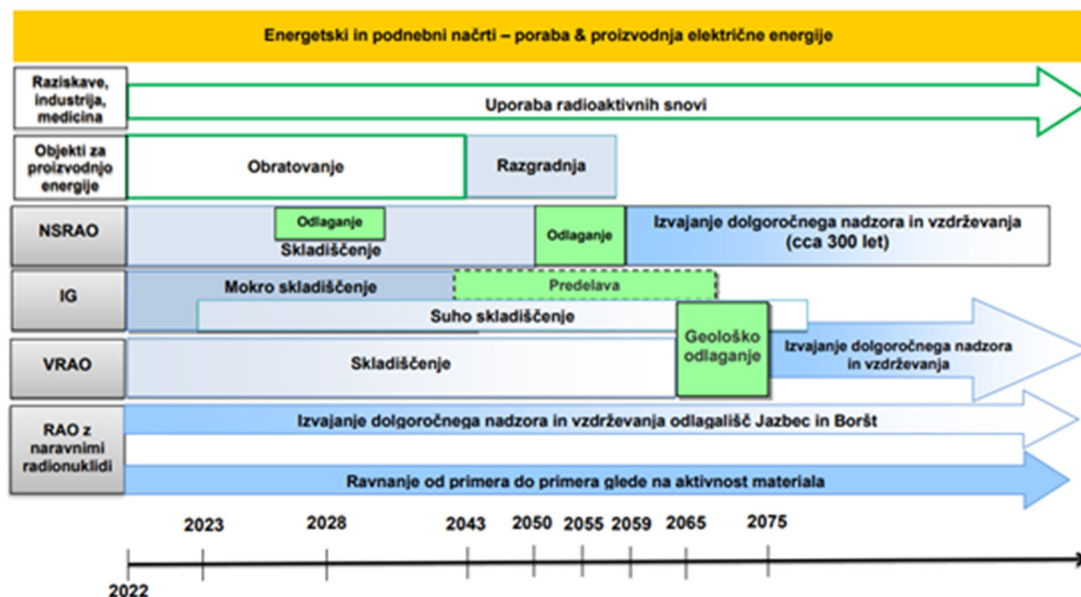 Energetski in podnebni načrti – poraba & proizvodnja električne energije
Raziskave,
industrija,
medicina
Uporaba radioaktivnih snovi
Objekti za
proizvodnjo
energije
Obratovanje
Razgradnja
NSRAO
Odlaganje
Skladiščenje
Odlaganje
Izvajanje dolgoročnega nadzora in vzdrževanja
(cca 300 let)
IG
Mokro skladiščenje
Predelava
Suho skladiščenje
Geološko
odlaganje
Izvajanje dolgoročnega nadzora
in vzdrževanja
VRAO
Skladiščenje
RAO z
naravnimi
radionuklidi
Izvajanje dolgoročnega nadzora in vzdrževanja odlagališč Jazbec in Boršt
Ravnanje od primera do primera glede na aktivnost materiala
2023 2028 2043 2050 2055 2059 2065 2075
2022